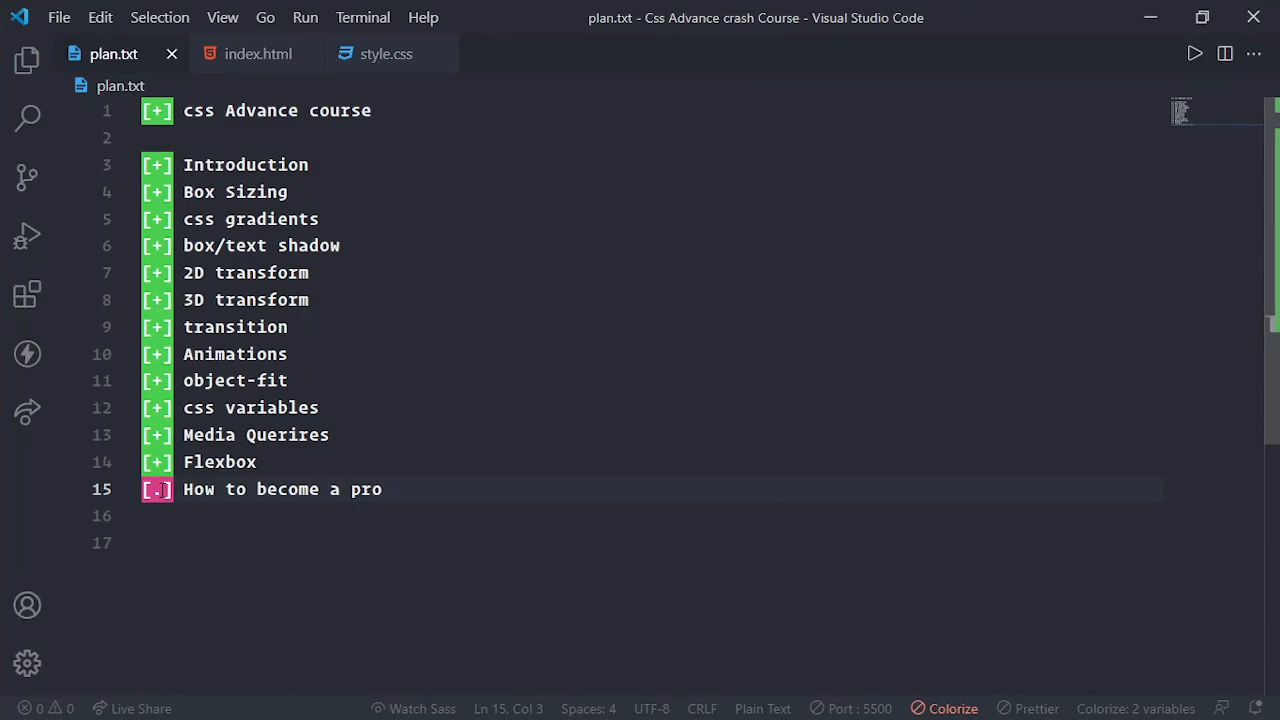 File Edit Selection View Go Run Terminal Help plan.txt - Css Advance crash Course - Visual Studio Code
plan.txt index.html style.css
plan.txt
1 [+] css Advance course
2
3 [+] Introduction
4 [+] Box Sizing
5 [+] css gradients
6 [+] box/text shadow
7 [+] 2D transform
8 [+] 3D transform
9 [+] transition
10 [+] Animations
11 [+] object-fit
12 [+] css variables
13 [+] Media Querires
14 [+] Flexbox
15 [.] How to become a pro
16
17
0 0 Live Share Watch Sass Ln 15, Col 3 Spaces: 4 UTF-8 CRLF Plain Text Port : 5500 Colorize Prettier Colorize: 2 variables